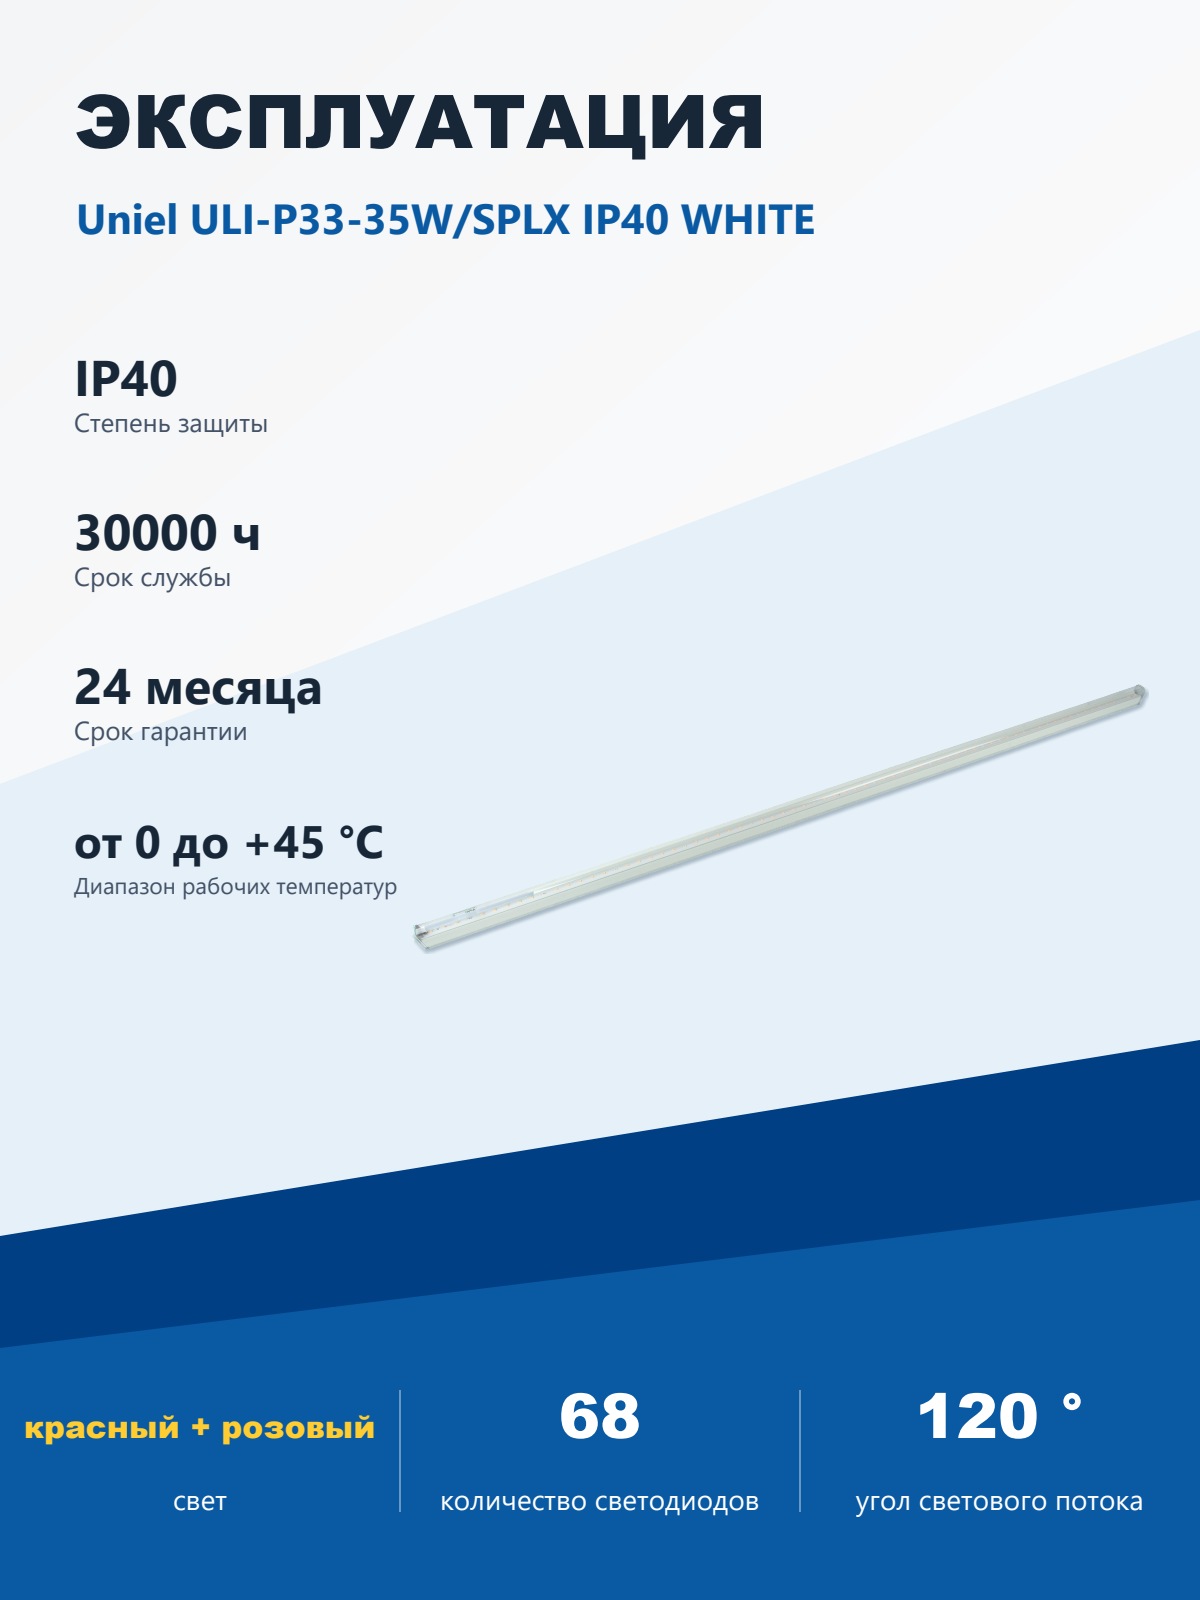 ЭКСПЛУАТАЦИЯ
Uniel ULI-P33-35W/SPLX IP40 WHITE
IP40
Степень защиты
30000 ч
Срок службы
24 месяца
Срок гарантии
от 0 до +45 °C
Диапазон рабочих температур
красный + розовый
свет
68
количество светодиодов
120 °
угол светового потока